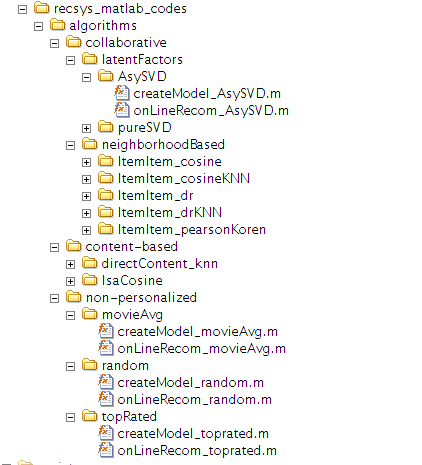 recsys_matlab_codes
algorithms
collaborative
latentFactors
AsySVD
createModel_AsySVD.m
onLineRecom_AsySVD.m
pureSVD
neighborhoodBased
ItemItem_cosine
ItemItem_cosineKNN
ItemItem_dr
ItemItem_drKNN
ItemItem_pearsonKoren
content-based
directContent_knn
lsaCosine
non-personalized
movieAvg
createModel_movieAvg.m
onLineRecom_movieAvg.m
random
createModel_random.m
onLineRecom_random.m
topRated
createModel_toprated.m
onLineRecom_toprated.m